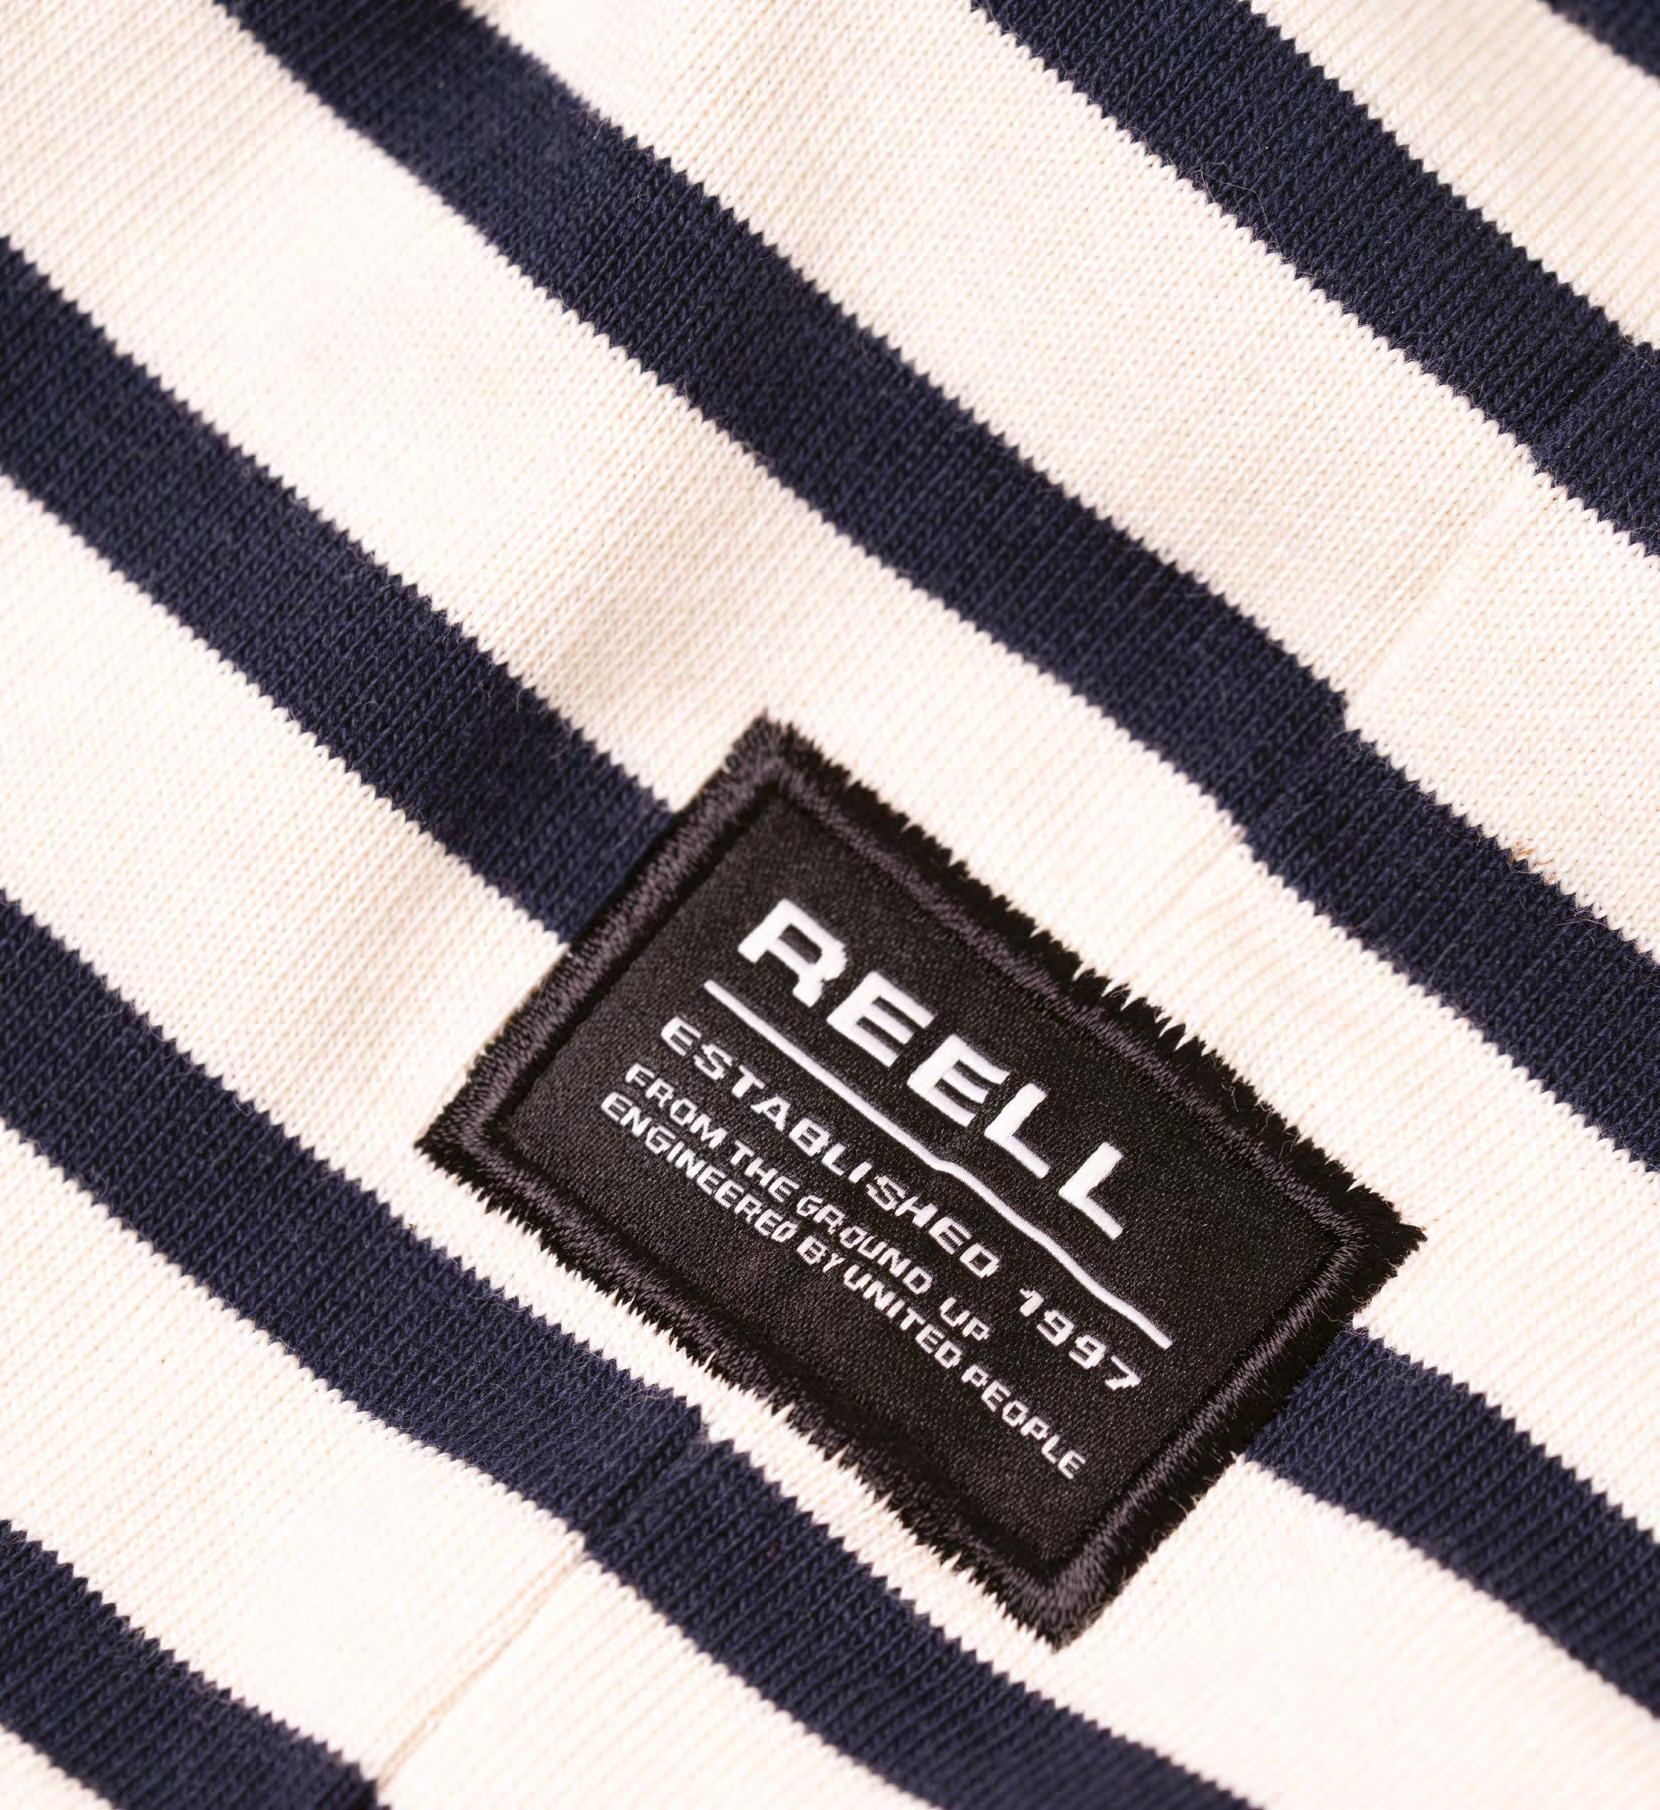 REELL
ESTABLISHED 1997
FROM THE GROUND UP
ENGINEERED BY UNITED PEOPLE